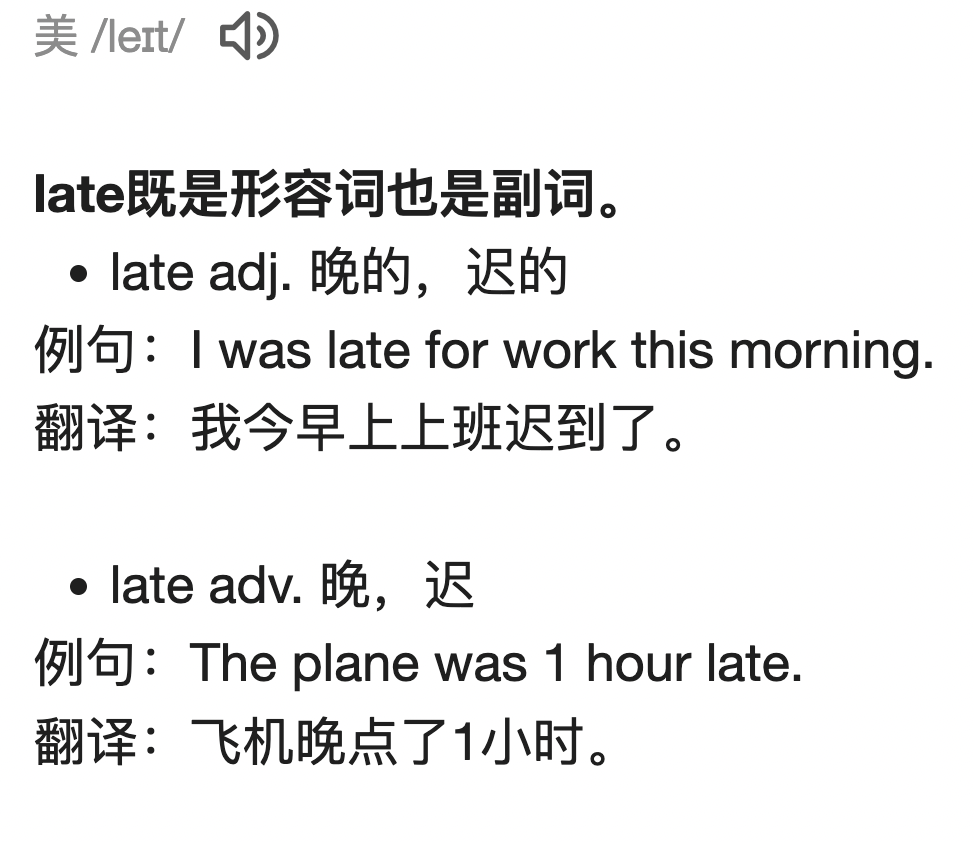 美 /leɪt/
late既是形容词也是副词。
• late adj. 晚的，迟的
例句：I was late for work this morning.
翻译：我今早上上班迟到了。
• late adv. 晚，迟
例句：The plane was 1 hour late.
翻译：飞机晚点了1小时。